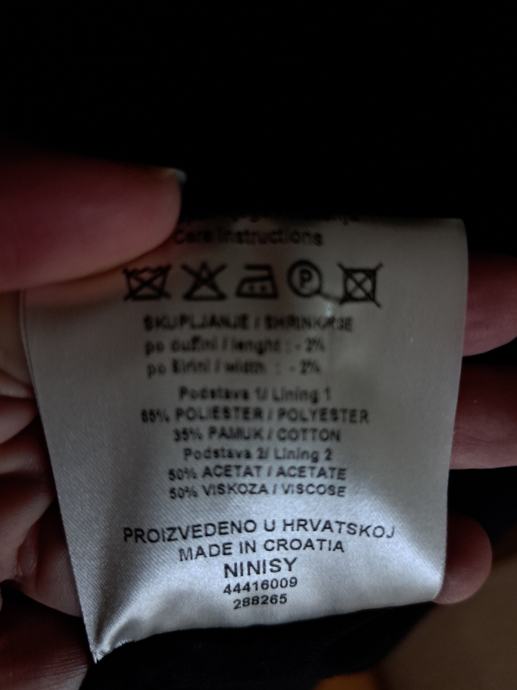 Care instructions
P
SKUPLJANJE / SHRINKAGE
po dužini / lenght : - 2%
po širini / width : - 2%
Podstava 1/ Lining 1
65% POLIESTER / POLYESTER
35% PAMUK / COTTON
Podstava 2/ Lining 2
50% ACETAT / ACETATE
50% VISKOZA / VISCOSE
PROIZVEDENO U HRVATSKOJ
MADE IN CROATIA
NINISY
44416009
288265